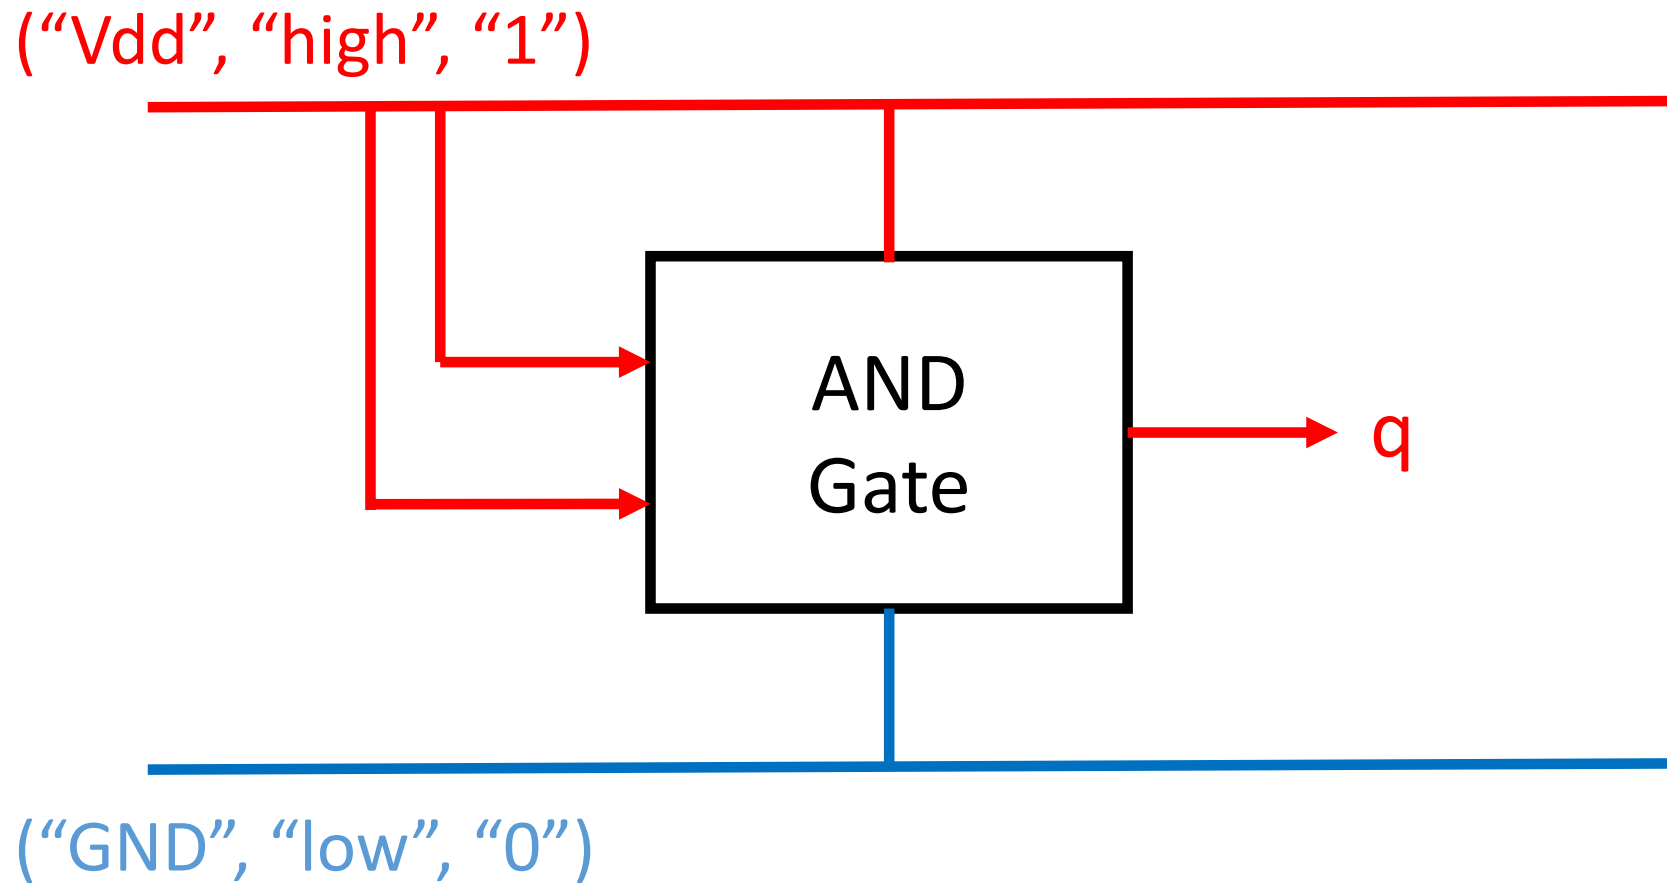 (“Vdd”, “high”, “1”)
AND
Gate
q
(“GND”, “low”, “0”)